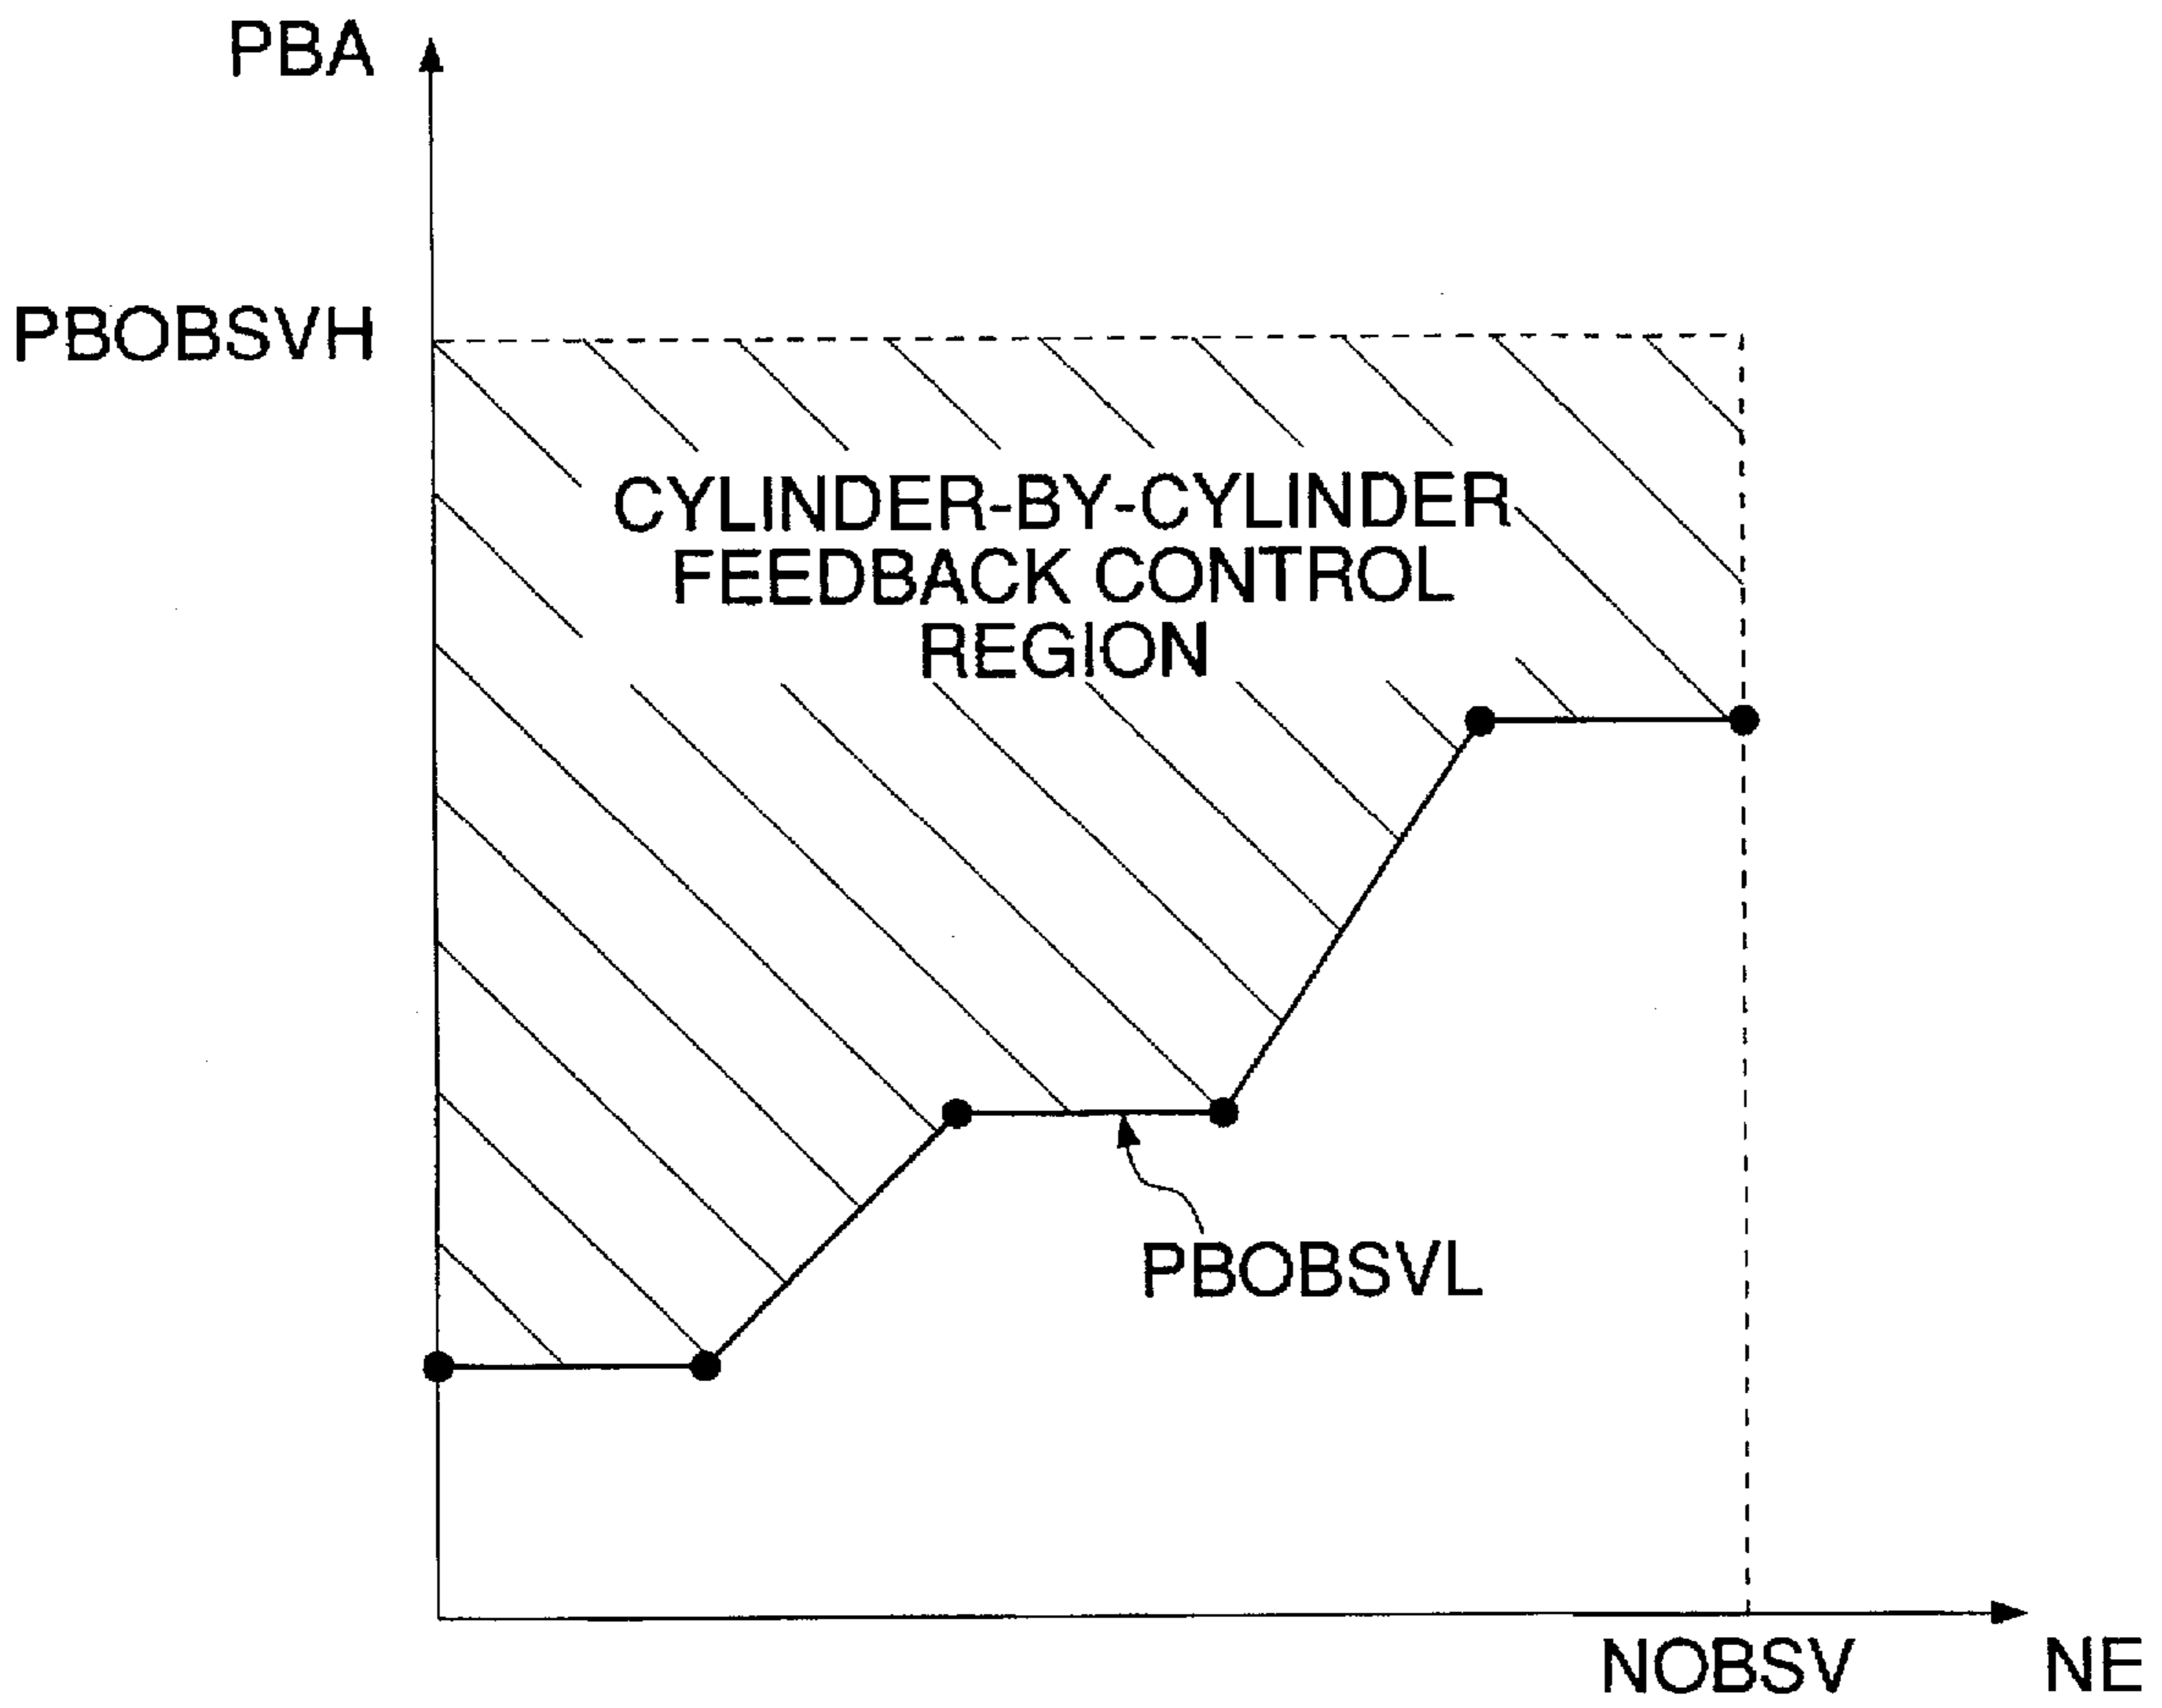 PBA
PBOBSVH
CYLINDER-BY-CYLINDER
FEEDBACK CONTROL
REGION
PBOBSVL
NOBSV
NE